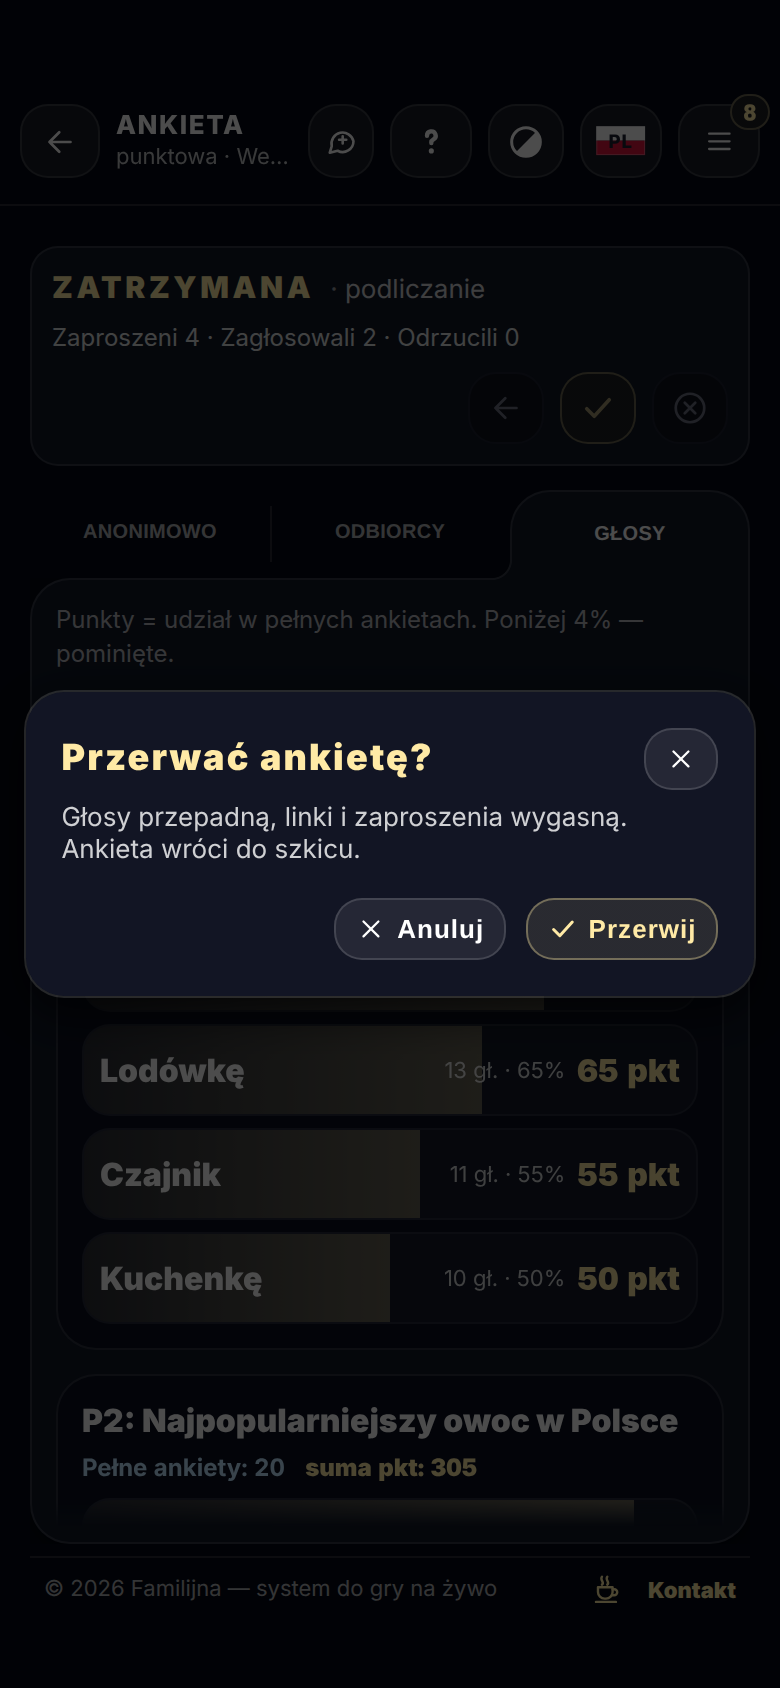 8
ANKIETA
punktowa · We...
?
PL
ZATRZYMANA · podliczanie
Zaproszeni 4 · Zagłosowali 2 · Odrzucili 0
ANONIMOWO
ODBIORCY
GŁOSY
Punkty = udział w pełnych ankietach. Poniżej 4% —
pominięte.
Przerwać ankietę?
Głosy przepadną, linki i zaproszenia wygasną.
Ankieta wróci do szkicu.
Anuluj
Przerwij
Lodówkę 13 gł. · 65% 65 pkt
Czajnik 11 gł. · 55% 55 pkt
Kuchenkę 10 gł. · 50% 50 pkt
P2: Najpopularniejszy owoc w Polsce
Pełne ankiety: 20 suma pkt: 305
© 2026 Familijna — system do gry na żywo
Kontakt